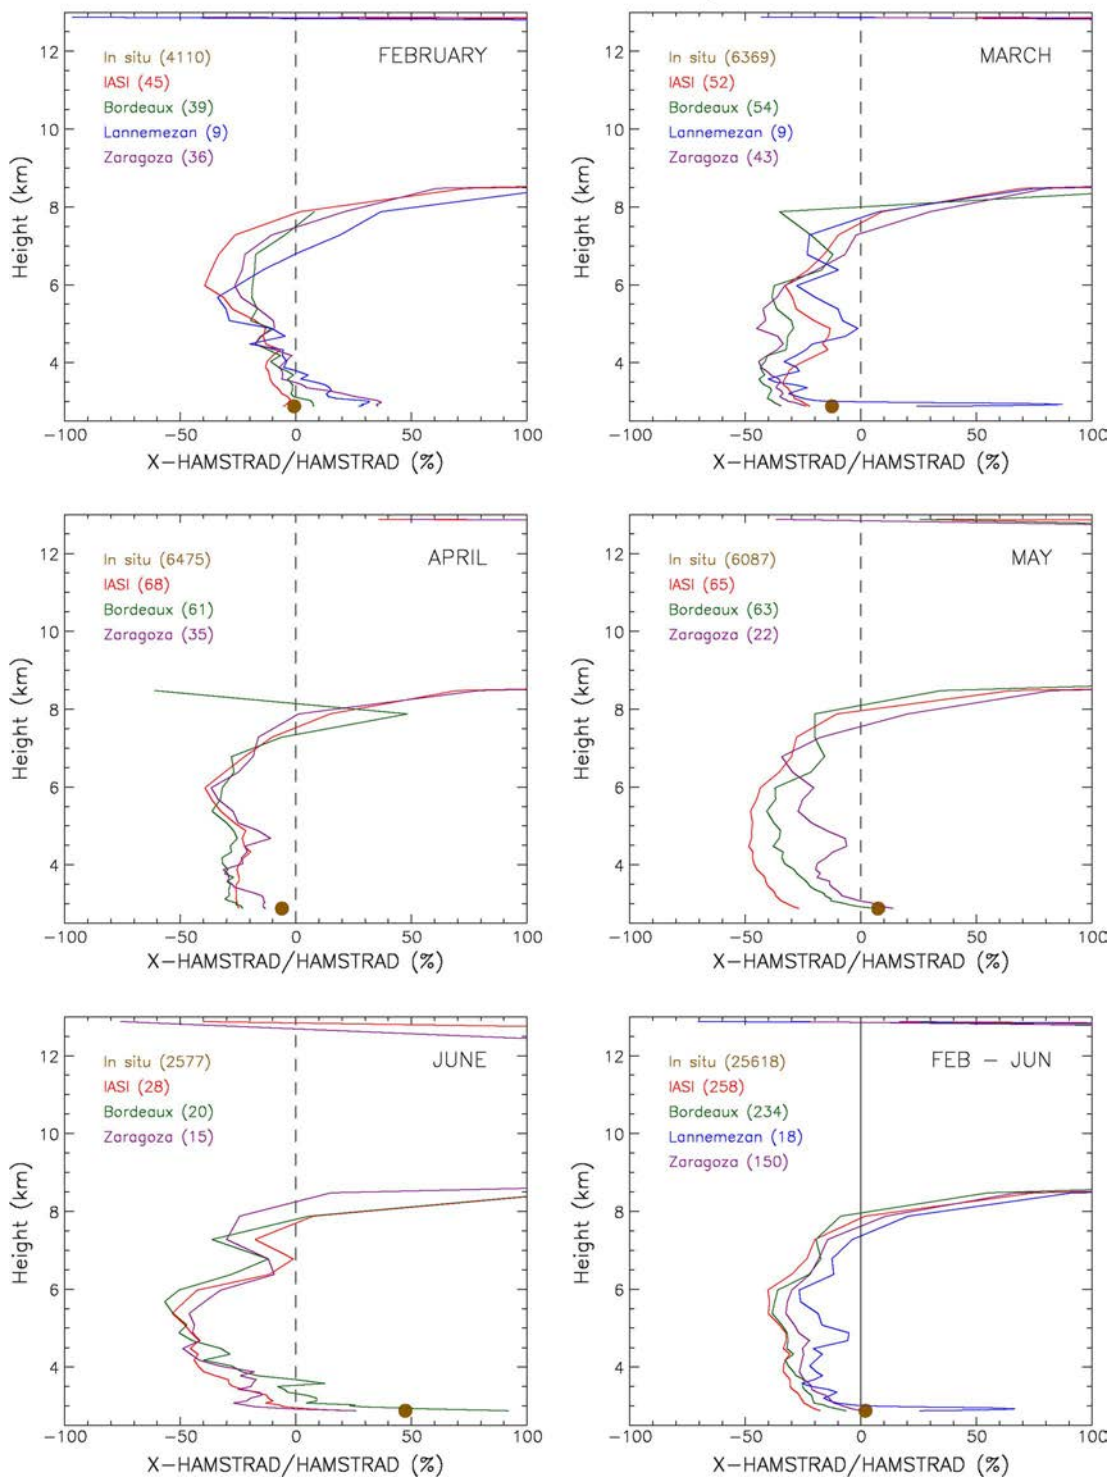 FEBRUARY
In situ (4110)
IASI (45)
Bordeaux (39)
Lannemezan (9)
Zaragoza (36)
Height (km)
12
10
8
6
4
-100 -50 0 50 100
X-HAMSTRAD/HAMSTRAD (%)
MARCH
In situ (6369)
IASI (52)
Bordeaux (54)
Lannemezan (9)
Zaragoza (43)
Height (km)
12
10
8
6
4
-100 -50 0 50 100
X-HAMSTRAD/HAMSTRAD (%)
APRIL
In situ (6475)
IASI (68)
Bordeaux (61)
Zaragoza (35)
Height (km)
12
10
8
6
4
-100 -50 0 50 100
X-HAMSTRAD/HAMSTRAD (%)
MAY
In situ (6087)
IASI (65)
Bordeaux (63)
Zaragoza (22)
Height (km)
12
10
8
6
4
-100 -50 0 50 100
X-HAMSTRAD/HAMSTRAD (%)
JUNE
In situ (2577)
IASI (28)
Bordeaux (20)
Zaragoza (15)
Height (km)
12
10
8
6
4
-100 -50 0 50 100
X-HAMSTRAD/HAMSTRAD (%)
FEB - JUN
In situ (25618)
IASI (258)
Bordeaux (234)
Lannemezan (18)
Zaragoza (150)
Height (km)
12
10
8
6
4
-100 -50 0 50 100
X-HAMSTRAD/HAMSTRAD (%)